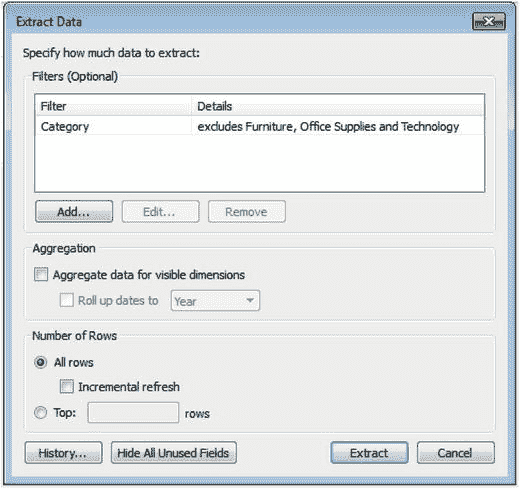 Extract Data
Specify how much data to extract:
Filters (Optional)
Filter Details
Category excludes Furniture, Office Supplies and Technology
Add... Edit... Remove
Aggregation
Aggregate data for visible dimensions
Roll up dates to Year
Number of Rows
All rows
Incremental refresh
Top: rows
History... Hide All Unused Fields Extract Cancel